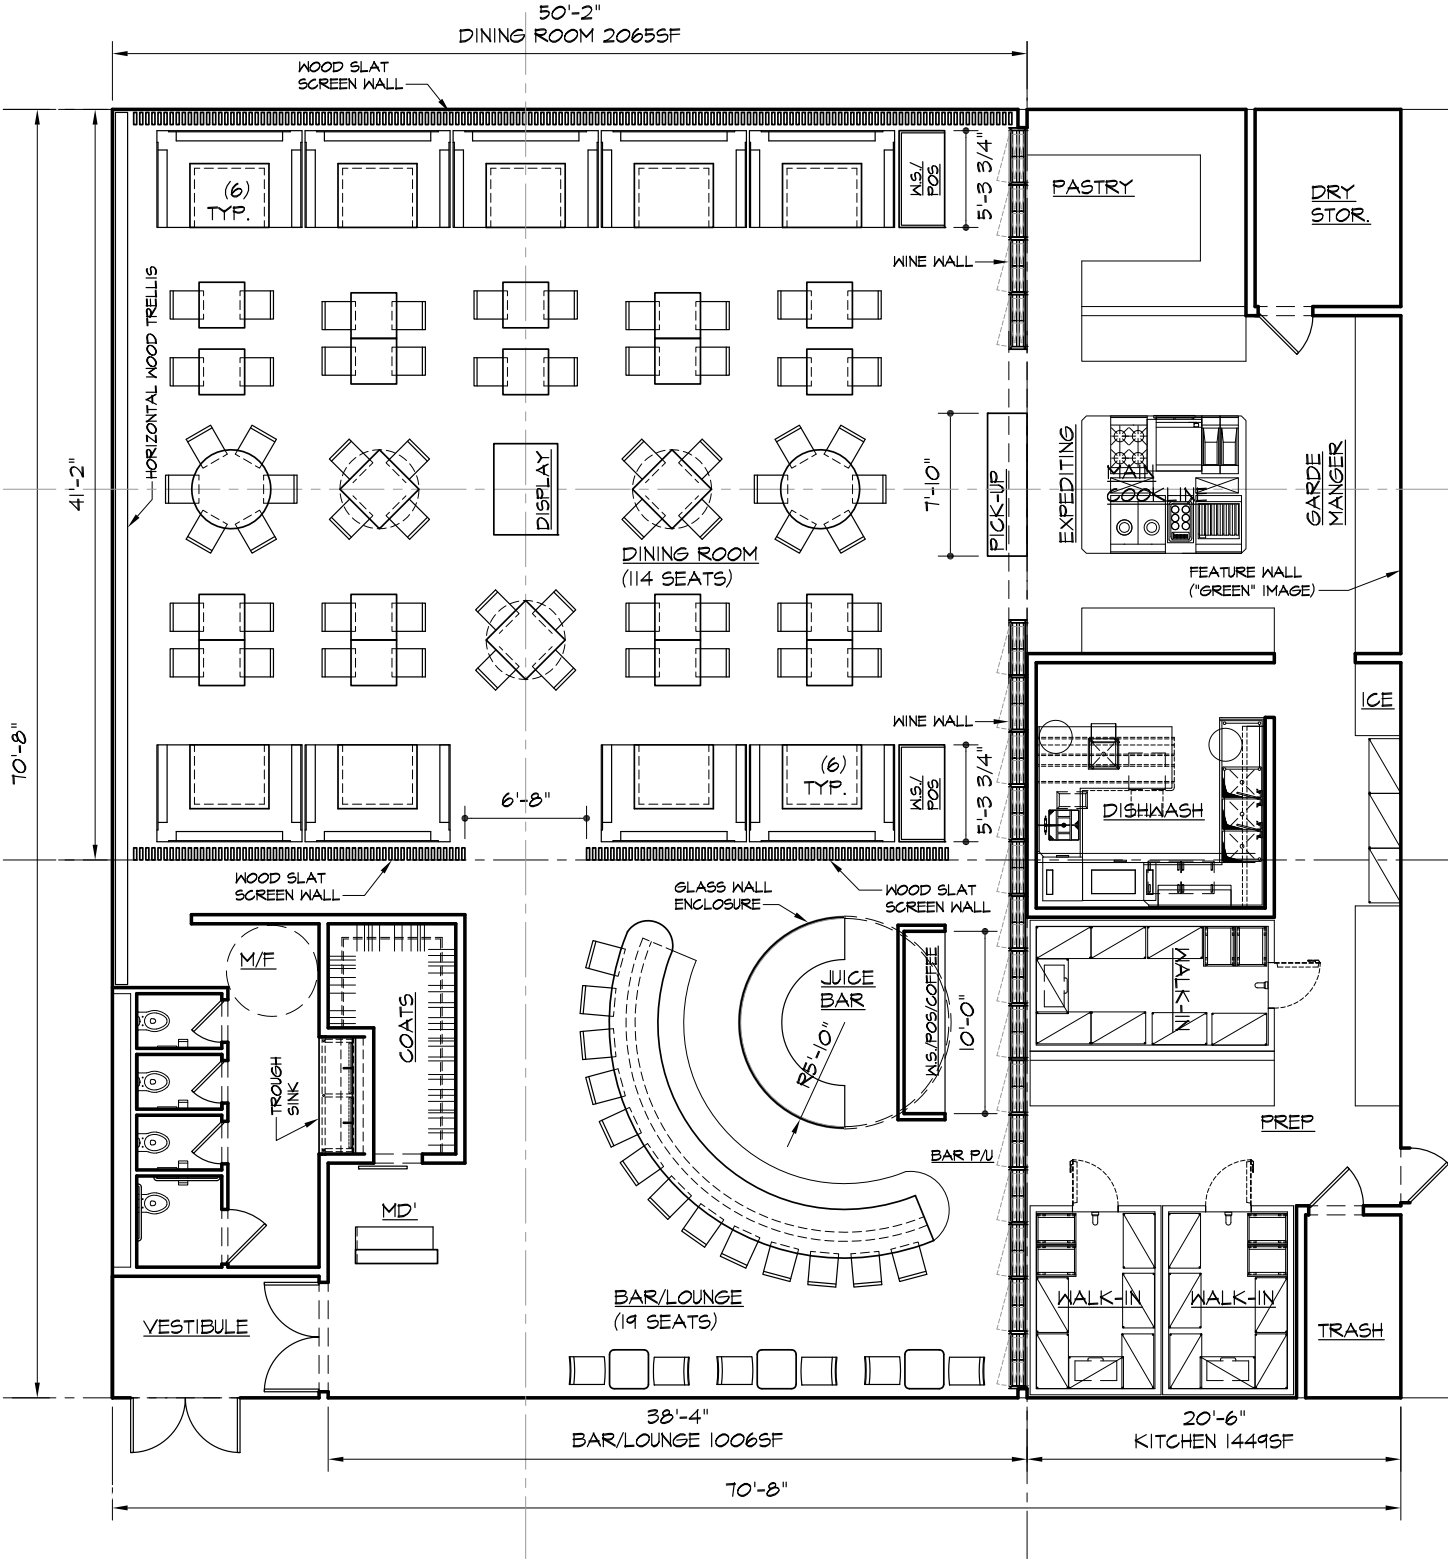 50'-2"
DINING ROOM 2065SF
WOOD SLAT
SCREEN WALL
(6)
TYP.
W.S./
POS
5'-3 3/4"
PASTRY
DRY
STOR.
WINE WALL
HORIZONTAL WOOD TRELLIS
41'-2"
70'-8"
DISPLAY
DINING ROOM
(114 SEATS)
7'-10"
PICK-UP
EXPEDITING
MAIN
COOKLINE
GARDE
MANGER
FEATURE WALL
("GREEN" IMAGE)
WINE WALL
ICE
(6)
TYP.
W.S./
POS
5'-3 3/4"
6'-8"
DISHWASH
WOOD SLAT
SCREEN WALL
GLASS WALL
ENCLOSURE
WOOD SLAT
SCREEN WALL
M/F
COATS
JUICE
BAR
R5'-10"
W.S./POS/COFFEE
10'-0"
WALK-IN
TROUGH
SINK
PREP
BAR P/U
MD'
BAR/LOUNGE
(19 SEATS)
VESTIBULE
WALK-IN
WALK-IN
TRASH
38'-4"
BAR/LOUNGE 1006SF
20'-6"
KITCHEN 1449SF
70'-8"